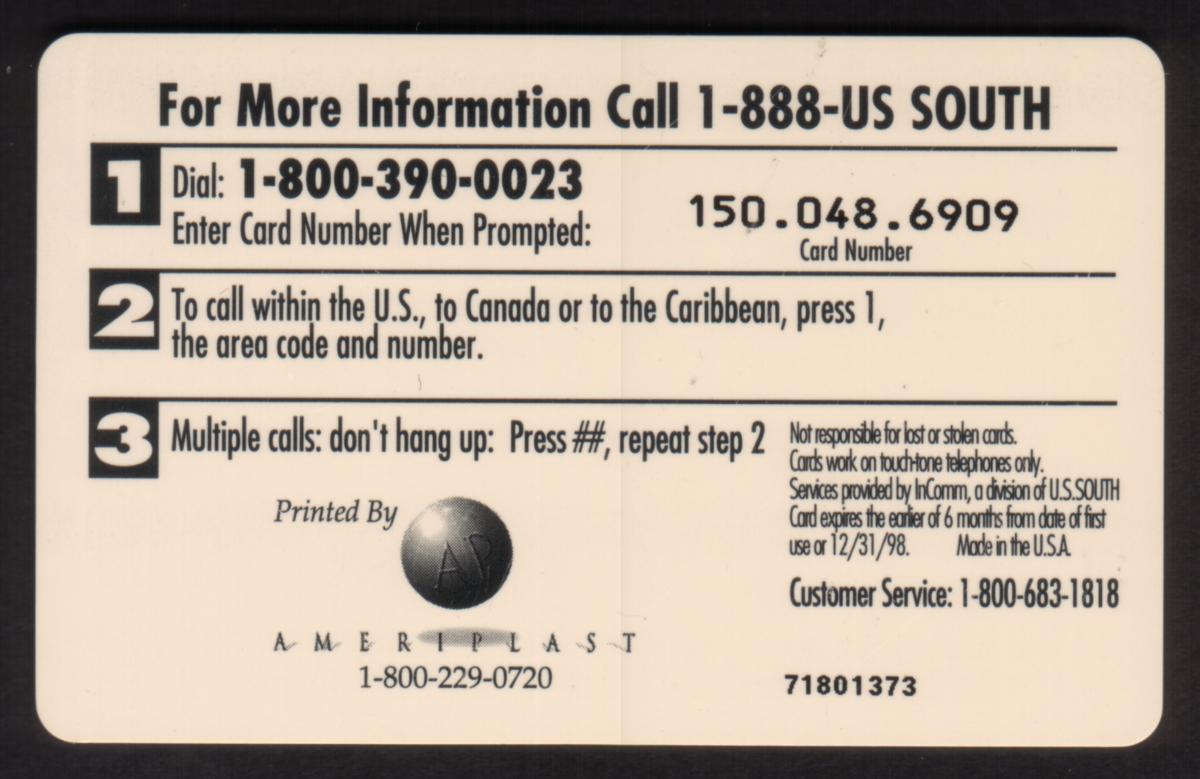 For More Information Call 1-888-US SOUTH
1
Dial: 1-800-390-0023
Enter Card Number When Prompted:
150.048.6909
Card Number
2
To call within the U.S., to Canada or to the Caribbean, press 1,
the area code and number.
3
Multiple calls: don't hang up: Press ##, repeat step 2
Not responsible for lost or stolen cards.
Cards work on touch-tone telephones only.
Services provided by InComm, a division of U.S.SOUTH
Card expires the earlier of 6 months from date of first
use or 12/31/98. Made in the U.S.A.
Customer Service: 1-800-683-1818
Printed By
AP
AMERIPLAST
1-800-229-0720
71801373